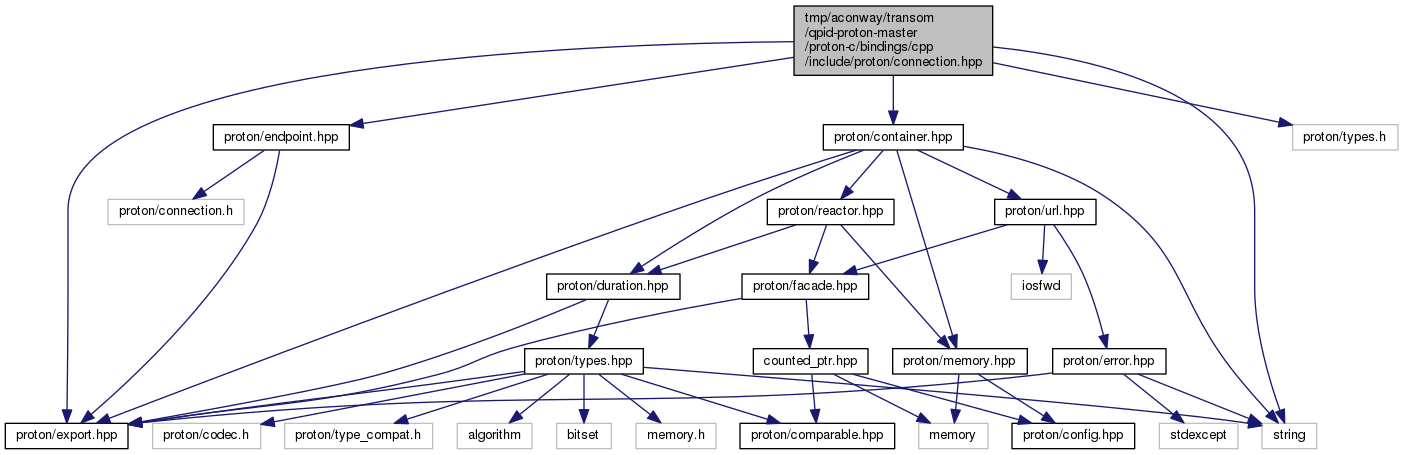 tmp/aconway/transom
/qpid-proton-master
/proton-c/bindings/cpp
/include/proton/connection.hpp
proton/endpoint.hpp
proton/container.hpp
proton/types.h
proton/connection.h
proton/reactor.hpp
proton/url.hpp
proton/duration.hpp
proton/facade.hpp
iosfwd
proton/types.hpp
counted_ptr.hpp
proton/memory.hpp
proton/error.hpp
proton/export.hpp
proton/codec.h
proton/type_compat.h
algorithm
bitset
memory.h
proton/comparable.hpp
memory
proton/config.hpp
stdexcept
string